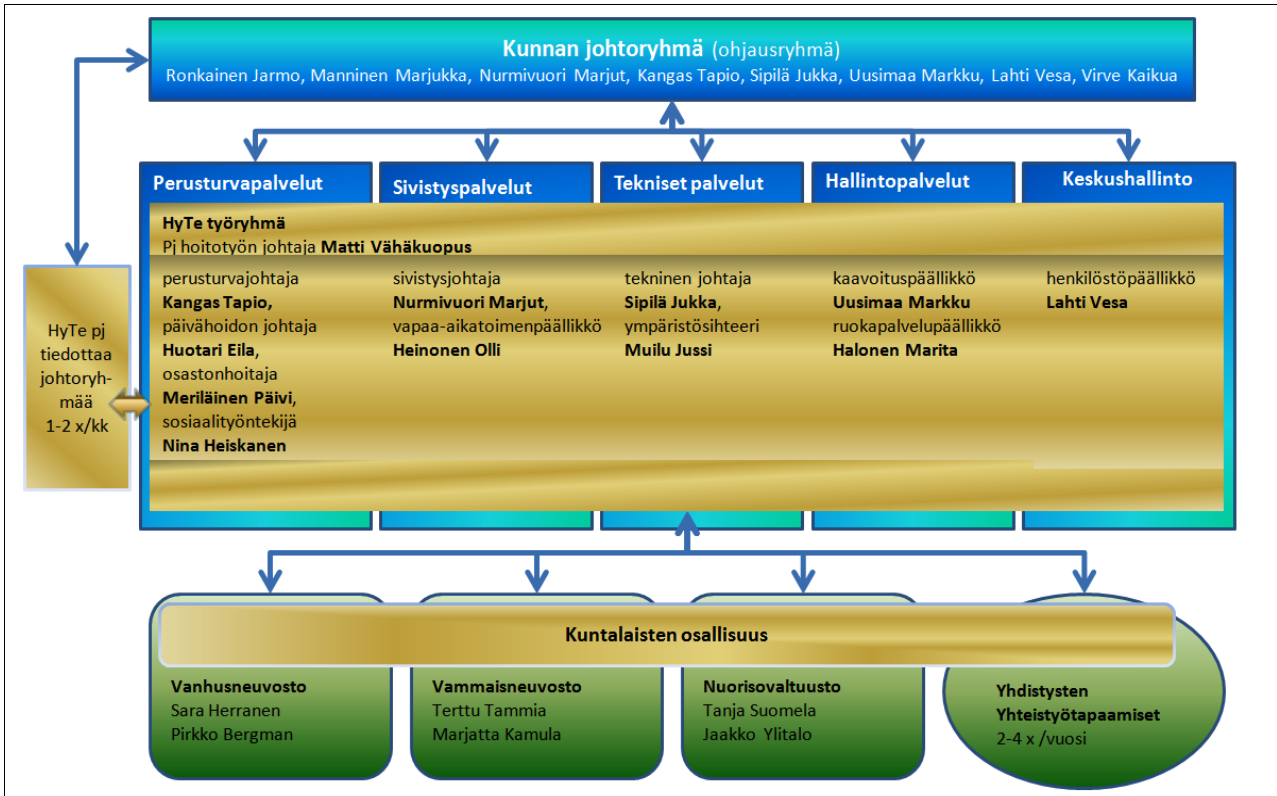 Kunnan johtoryhmä (ohjausryhmä)
Ronkainen Jarmo, Manninen Marjukka, Nurmivuori Marjut, Kangas Tapio, Sipilä Jukka, Uusimaa Markku, Lahti Vesa, Virve Kaikua
Perusturvapalvelut
Sivistyspalvelut
Tekniset palvelut
Hallintopalvelut
Keskushallinto
HyTe työryhmä
Pj hoitotyön johtaja Matti Vähäkuopus
perusturvajohtaja
Kangas Tapio,
päivähoidon johtaja
Huotari Eila,
osastonhoitaja
Meriläinen Päivi,
sosiaalityöntekijä
Nina Heiskanen
sivistysjohtaja
Nurmivuori Marjut,
vapaa-aikatoimenpäällikkö
Heinonen Olli
tekninen johtaja
Sipilä Jukka,
ympäristösihteeri
Muilu Jussi
kaavoituspäällikkö
Uusimaa Markku
ruokapalvelupäällikkö
Halonen Marita
henkilöstöpäällikkö
Lahti Vesa
HyTe pj
tiedottaa
johtoryh-
mää
1-2 x/kk
Kuntalaisten osallisuus
Vanhusneuvosto
Sara Herranen
Pirkko Bergman
Vammaisneuvosto
Terttu Tammia
Marjatta Kamula
Nuorisovaltuusto
Tanja Suomela
Jaakko Ylitalo
Yhdistysten
Yhteistyötapaamiset
2-4 x /vuosi